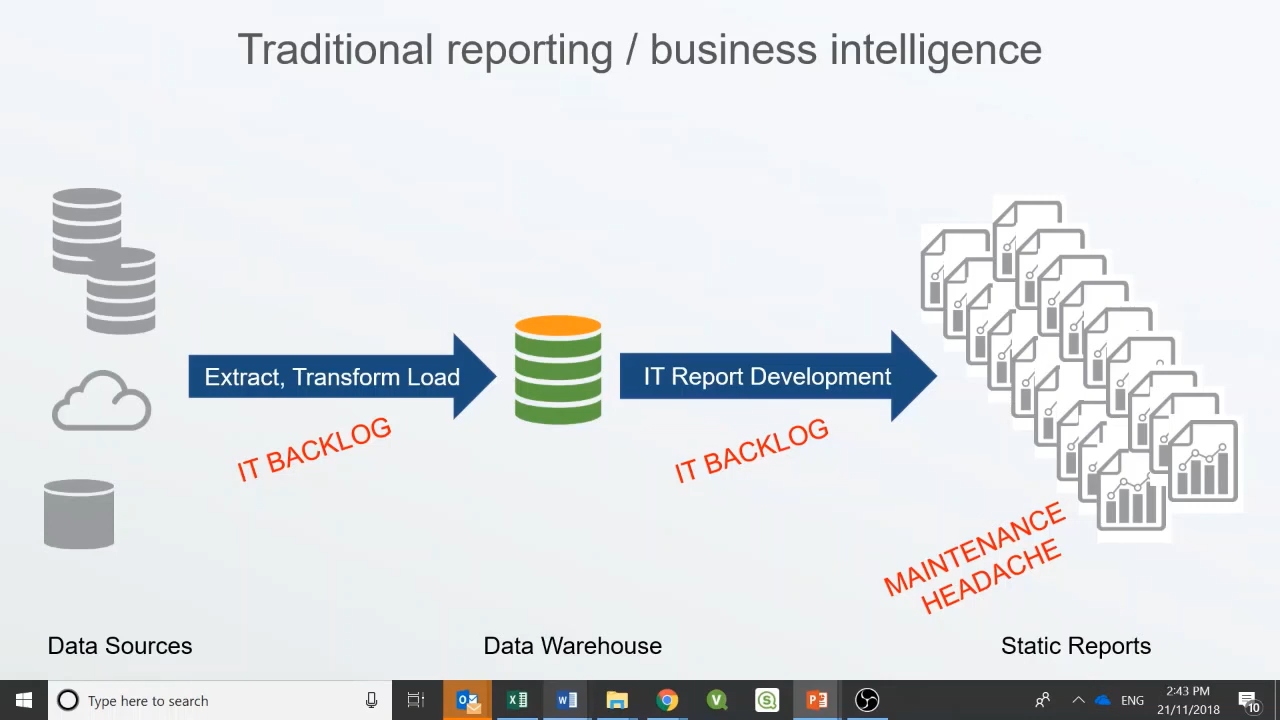 Traditional reporting / business intelligence
Extract, Transform Load
IT Report Development
IT BACKLOG
IT BACKLOG
MAINTENANCE
HEADACHE
Data Sources
Data Warehouse
Static Reports
Type here to search
ENG
2:43 PM
21/11/2018
10